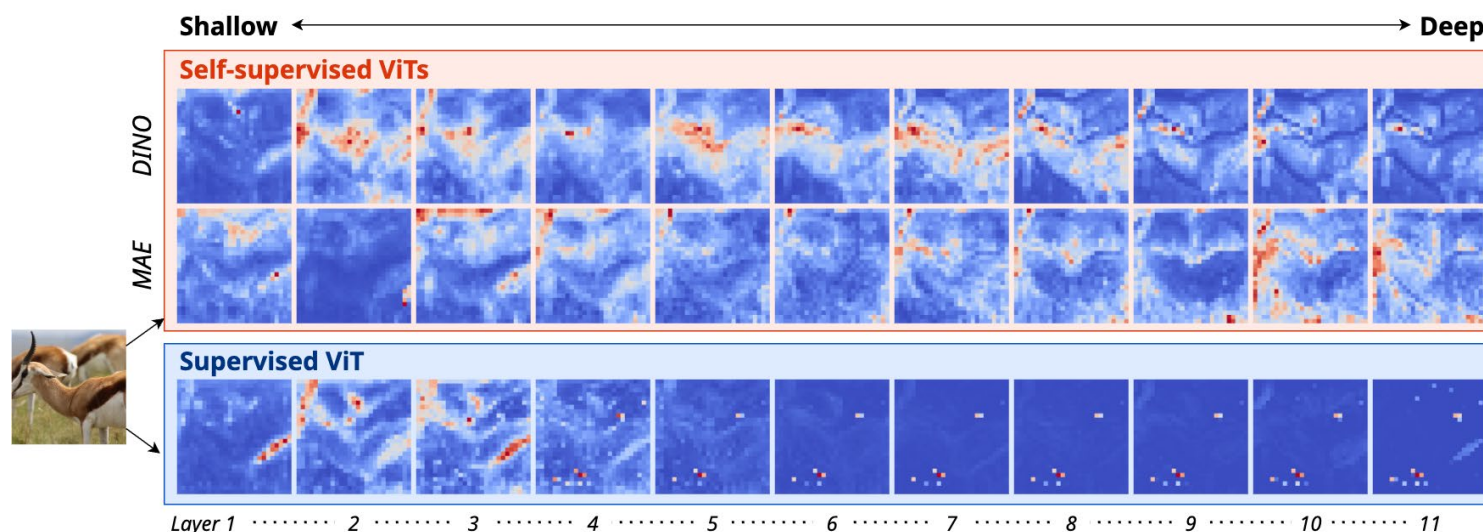 Shallow Deep
Self-supervised ViTs
DINO
MAE
Supervised ViT
Layer 1 2 3 4 5 6 7 8 9 10 11